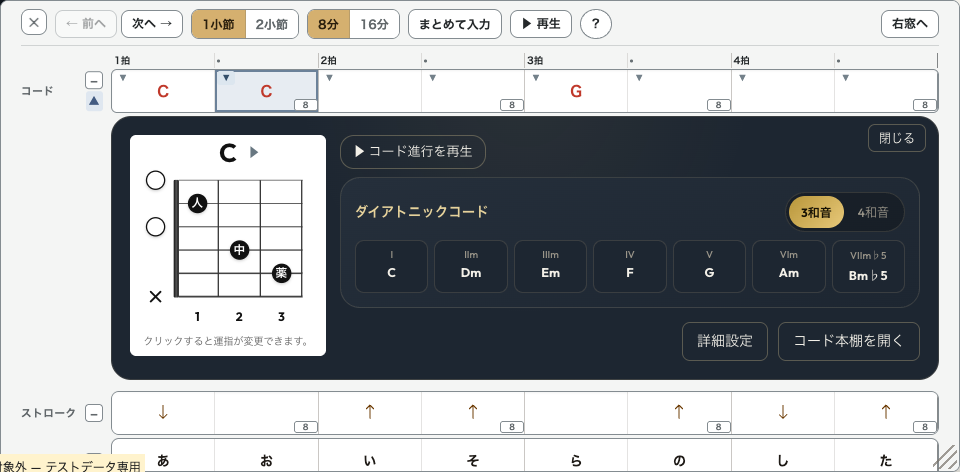 × ← 前へ 次へ → 1小節 2小節 8分 16分 まとめて入力 ▶ 再生 ? 右窓へ
1拍 • 2拍 • 3拍 • 4拍 •
コード − ▼ C ▼ C 8 ▼ ▼ 8 ▼ G ▼ 8 ▼ ▼ 8
▲
閉じる
C ▶
▶ コード進行を再生
ダイアトニックコード 3和音 4和音
人
中
薬
×
1 2 3
クリックすると運指が変更できます。
I IIm IIIm IV V VIm VIIm♭5
C Dm Em F G Am Bm♭5
詳細設定 コード本棚を開く
ストローク − ↓ 8 ↑ ↑ 8 ↑ 8 ↓ ↑ 8
あ お い そ ら の し た
対象外 — テストデータ専用